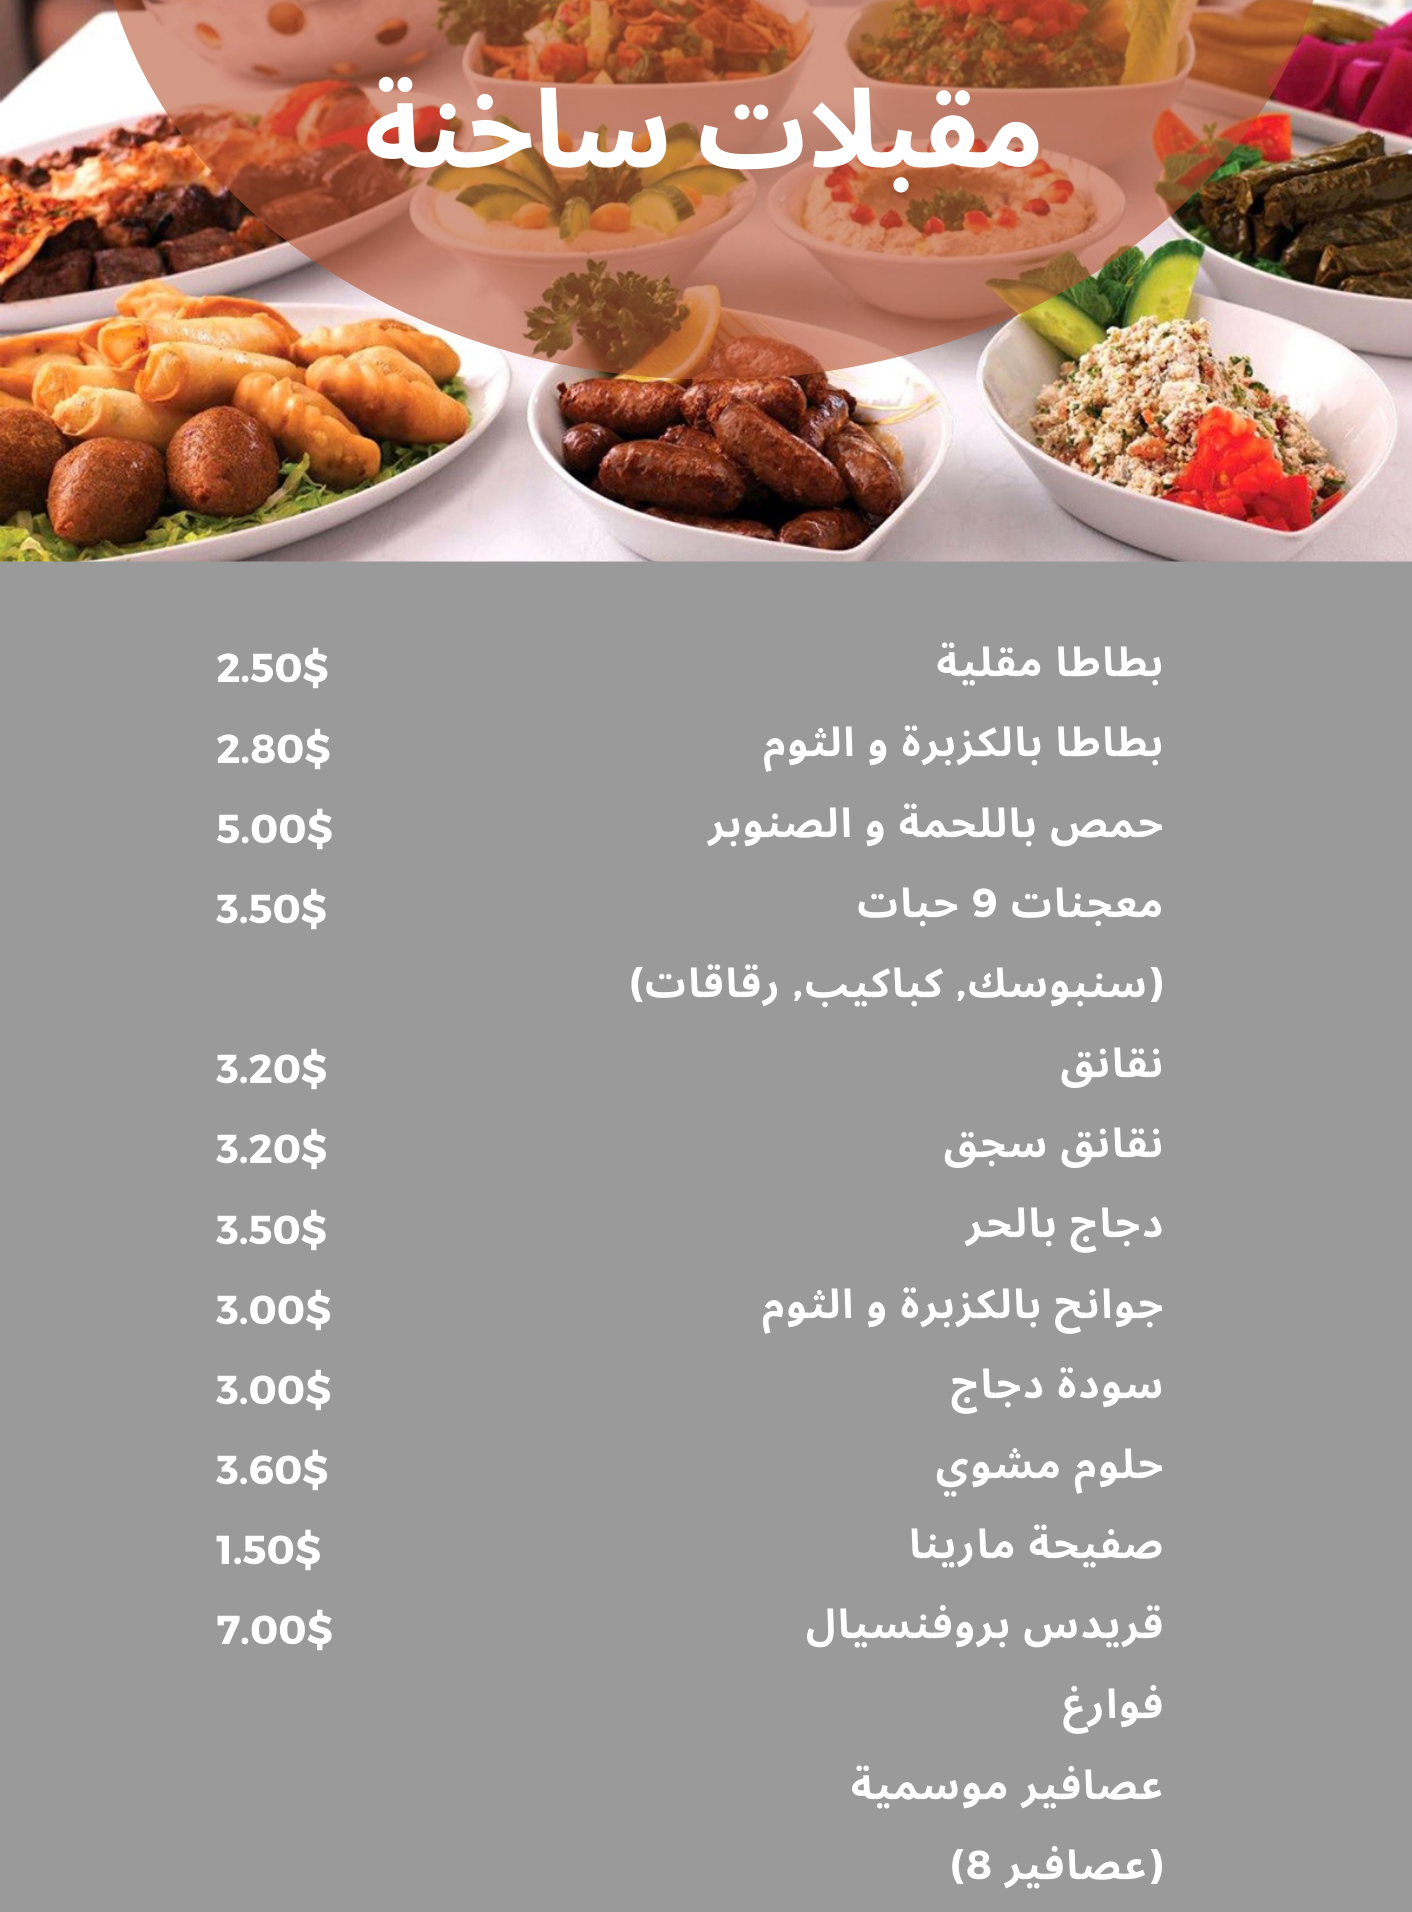 مقبلات ساخنة
بطاطا مقلية 2.50$
بطاطا بالكزبرة و الثوم 2.80$
حمص باللحمة و الصنوبر 5.00$
معجنات 9 حبات 3.50$
(سنبوسك, كباكيب, رقاقات)
نقانق 3.20$
نقانق سجق 3.20$
دجاج بالحر 3.50$
جوانح بالكزبرة و الثوم 3.00$
سودة دجاج 3.00$
حلوم مشوي 3.60$
صفيحة مارينا 1.50$
قريدس بروفنسيال 7.00$
فوارغ
عصافير موسمية
(عصافير 8)